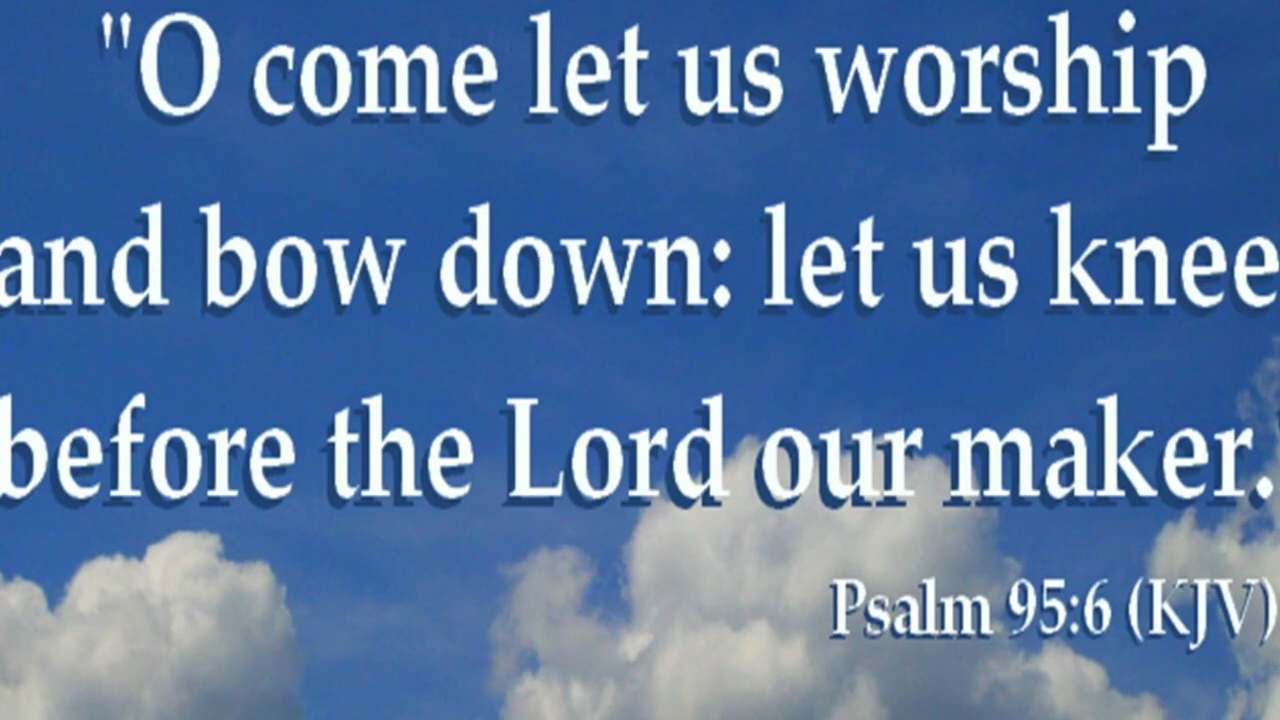 "O come let us worship
and bow down: let us knee
before the Lord our maker.
Psalm 95:6 (KJV)